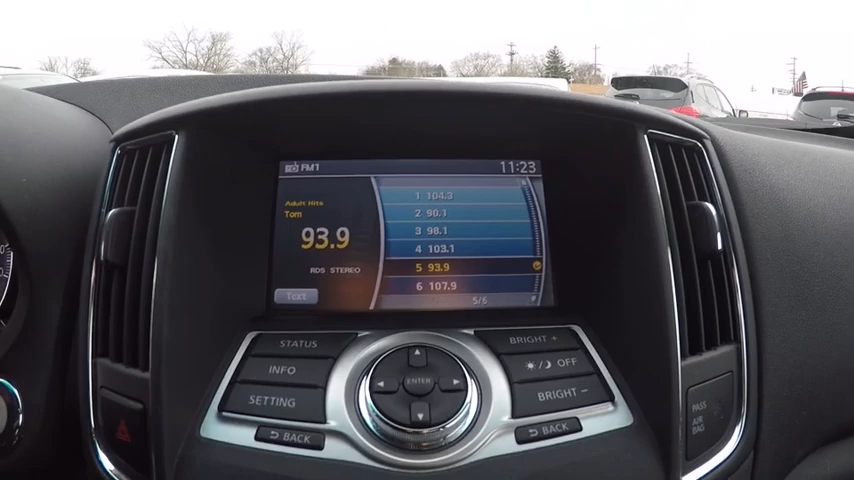 FM1 11:23
Adult Hits
Tom
93.9
RDS STEREO
Text
1 104.3
2 90.1
3 98.1
4 103.1
5 93.9
6 107.9
5/6
STATUS
INFO
SETTING
BACK
ENTER
BRIGHT +
OFF
BRIGHT −
BACK
PASS
AIR
BAG